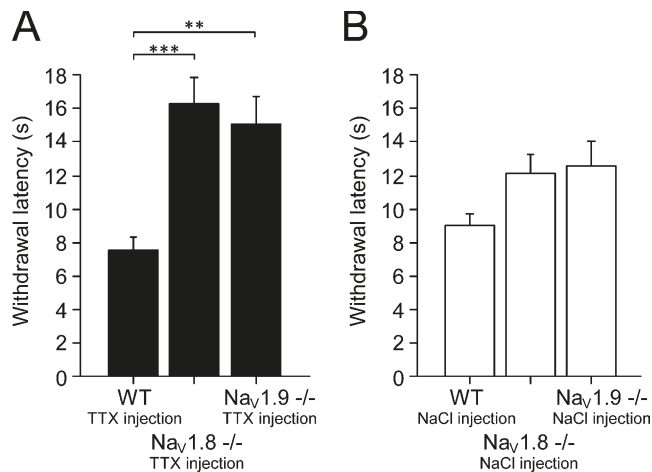 A
B
**
***
Withdrawal latency (s)
18
16
14
12
10
8
6
4
2
0
WT
TTX injection
NaV1.8 -/-
TTX injection
NaV1.9 -/-
TTX injection
Withdrawal latency (s)
18
16
14
12
10
8
6
4
2
0
WT
NaCl injection
NaV1.8 -/-
NaCl injection
NaV1.9 -/-
NaCl injection